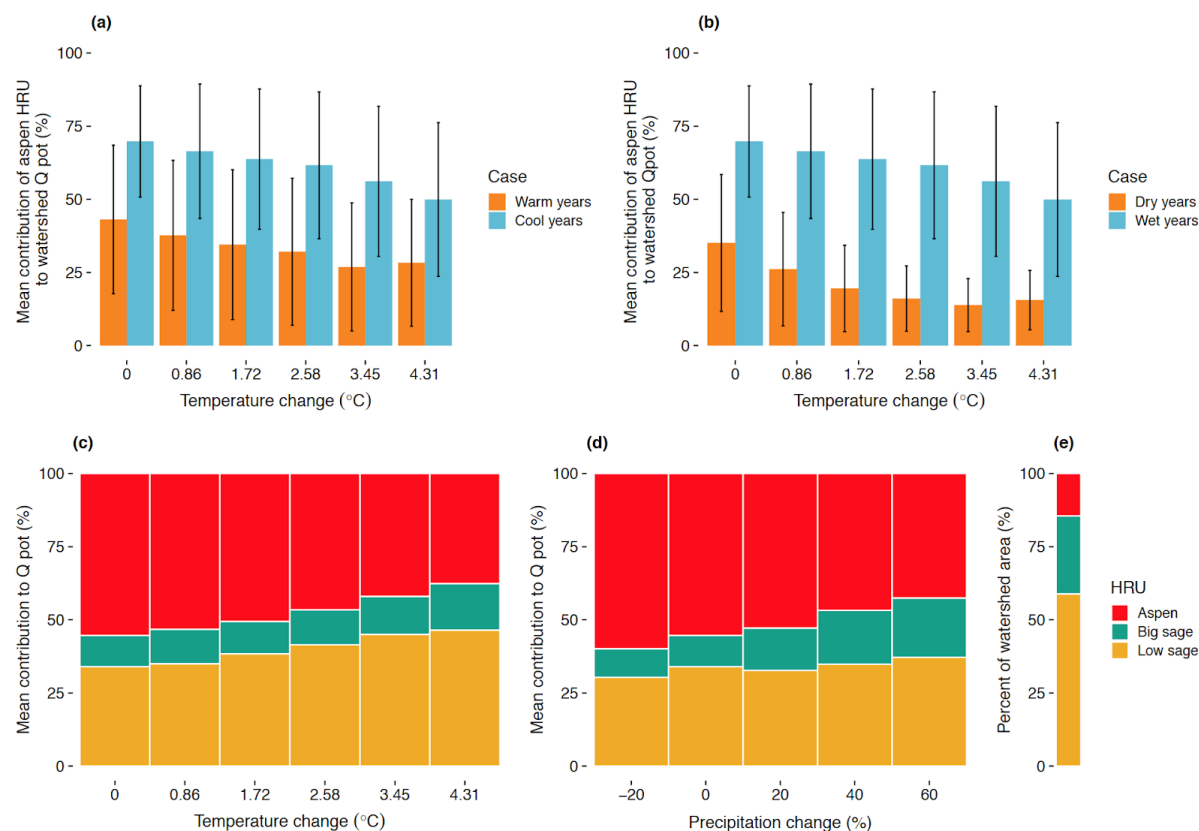 (a)
Mean contribution of aspen HRU
to watershed Q pot (%)
100
75
50
25
0
0 0.86 1.72 2.58 3.45 4.31
Temperature change (°C)
Case
Warm years
Cool years
(b)
Mean contribution of aspen HRU
to watershed Qpot (%)
100
75
50
25
0
0 0.86 1.72 2.58 3.45 4.31
Temperature change (°C)
Case
Dry years
Wet years
(c)
Mean contribution to Q pot (%)
100
75
50
25
0
0 0.86 1.72 2.58 3.45 4.31
Temperature change (°C)
(d)
Mean contribution to Q pot (%)
100
75
50
25
0
−20 0 20 40 60
Precipitation change (%)
(e)
Percent of watershed area (%)
100
75
50
25
0
HRU
Aspen
Big sage
Low sage